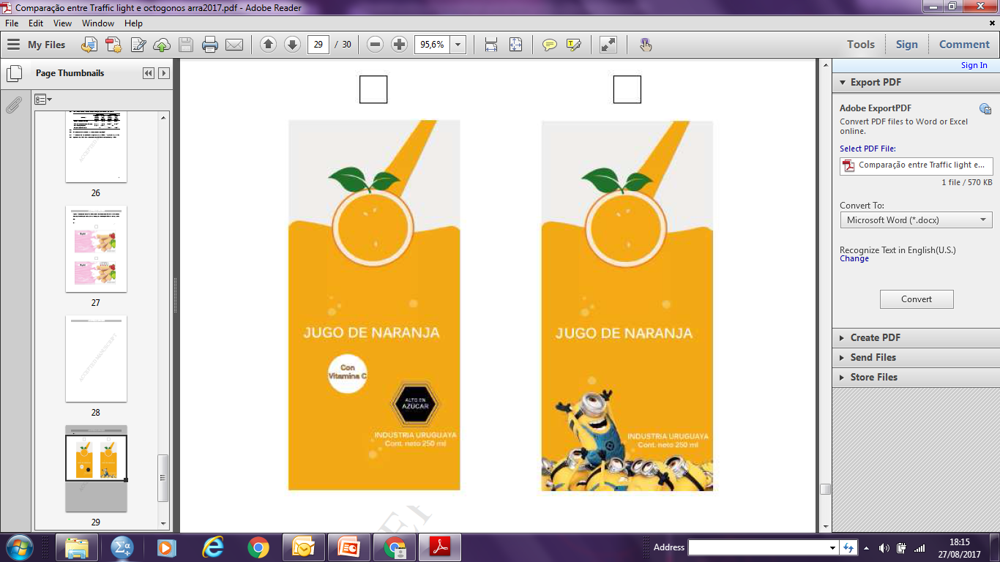 Comparação entre Traffic light e octogonos arra2017.pdf - Adobe Reader
File Edit View Window Help
My Files
29 / 30
95,6%
Tools
Sign
Comment
Page Thumbnails
26
27
28
29
JUGO DE NARANJA
Con
Vitamina C
ALTO EN
AZUCAR
INDUSTRIA URUGUAYA
Cont. neto 250 ml
JUGO DE NARANJA
INDUSTRIA URUGUAYA
Cont. neto 250 ml
Sign In
Export PDF
Adobe ExportPDF
Convert PDF files to Word or Excel
online.
Select PDF File:
Comparação entre Traffic light e...
1 file / 570 KB
Convert To:
Microsoft Word (*.docx)
Recognize Text in English(U.S.)
Change
Convert
Create PDF
Send Files
Store Files
Address
18:15
27/08/2017